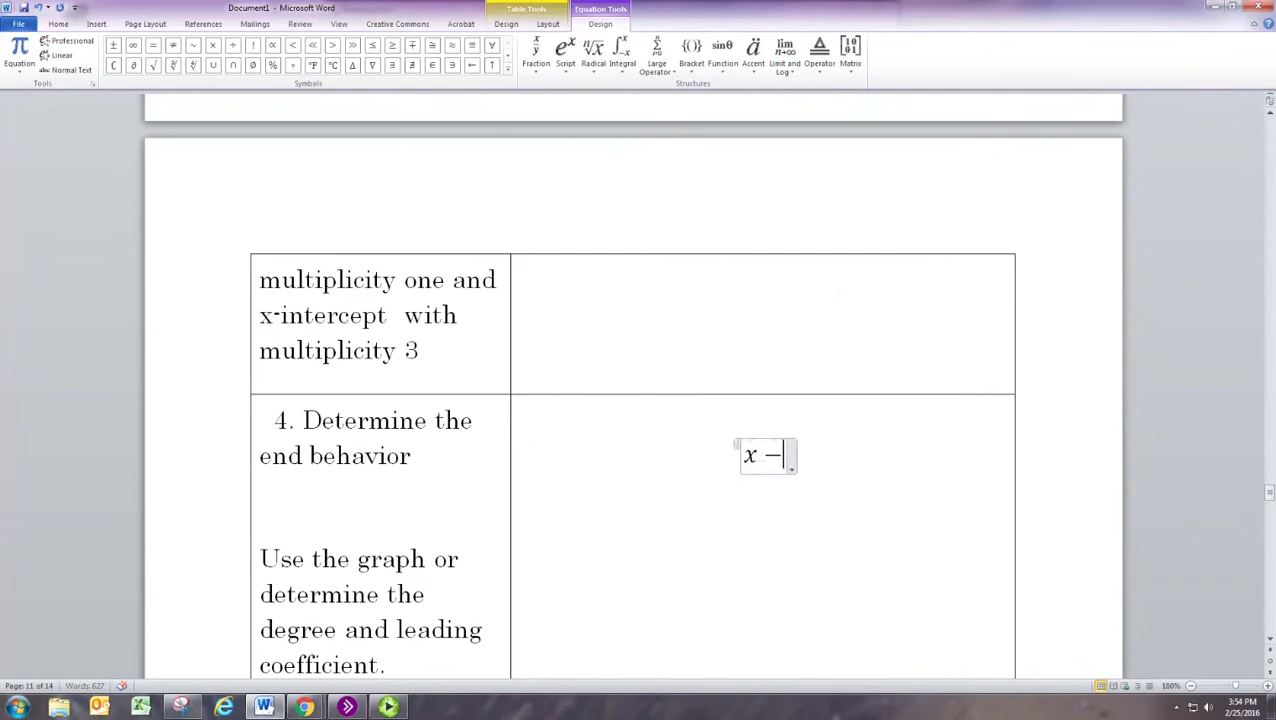 Document1 - Microsoft Word
Table Tools
Equation Tools
File
Home
Insert
Page Layout
References
Mailings
Review
View
Creative Commons
Acrobat
Design
Layout
Design
Equation
Professional
Linear
abc Normal Text
Tools
Symbols
Fraction
Script
Radical
Integral
Large Operator
Bracket
Function
Accent
Limit and Log
Operator
Matrix
Structures
multiplicity one and
x-intercept with
multiplicity 3
4. Determine the
end behavior
x −
Use the graph or
determine the
degree and leading
coefficient.
Page: 11 of 14
Words: 627
180%
3:54 PM
2/25/2016